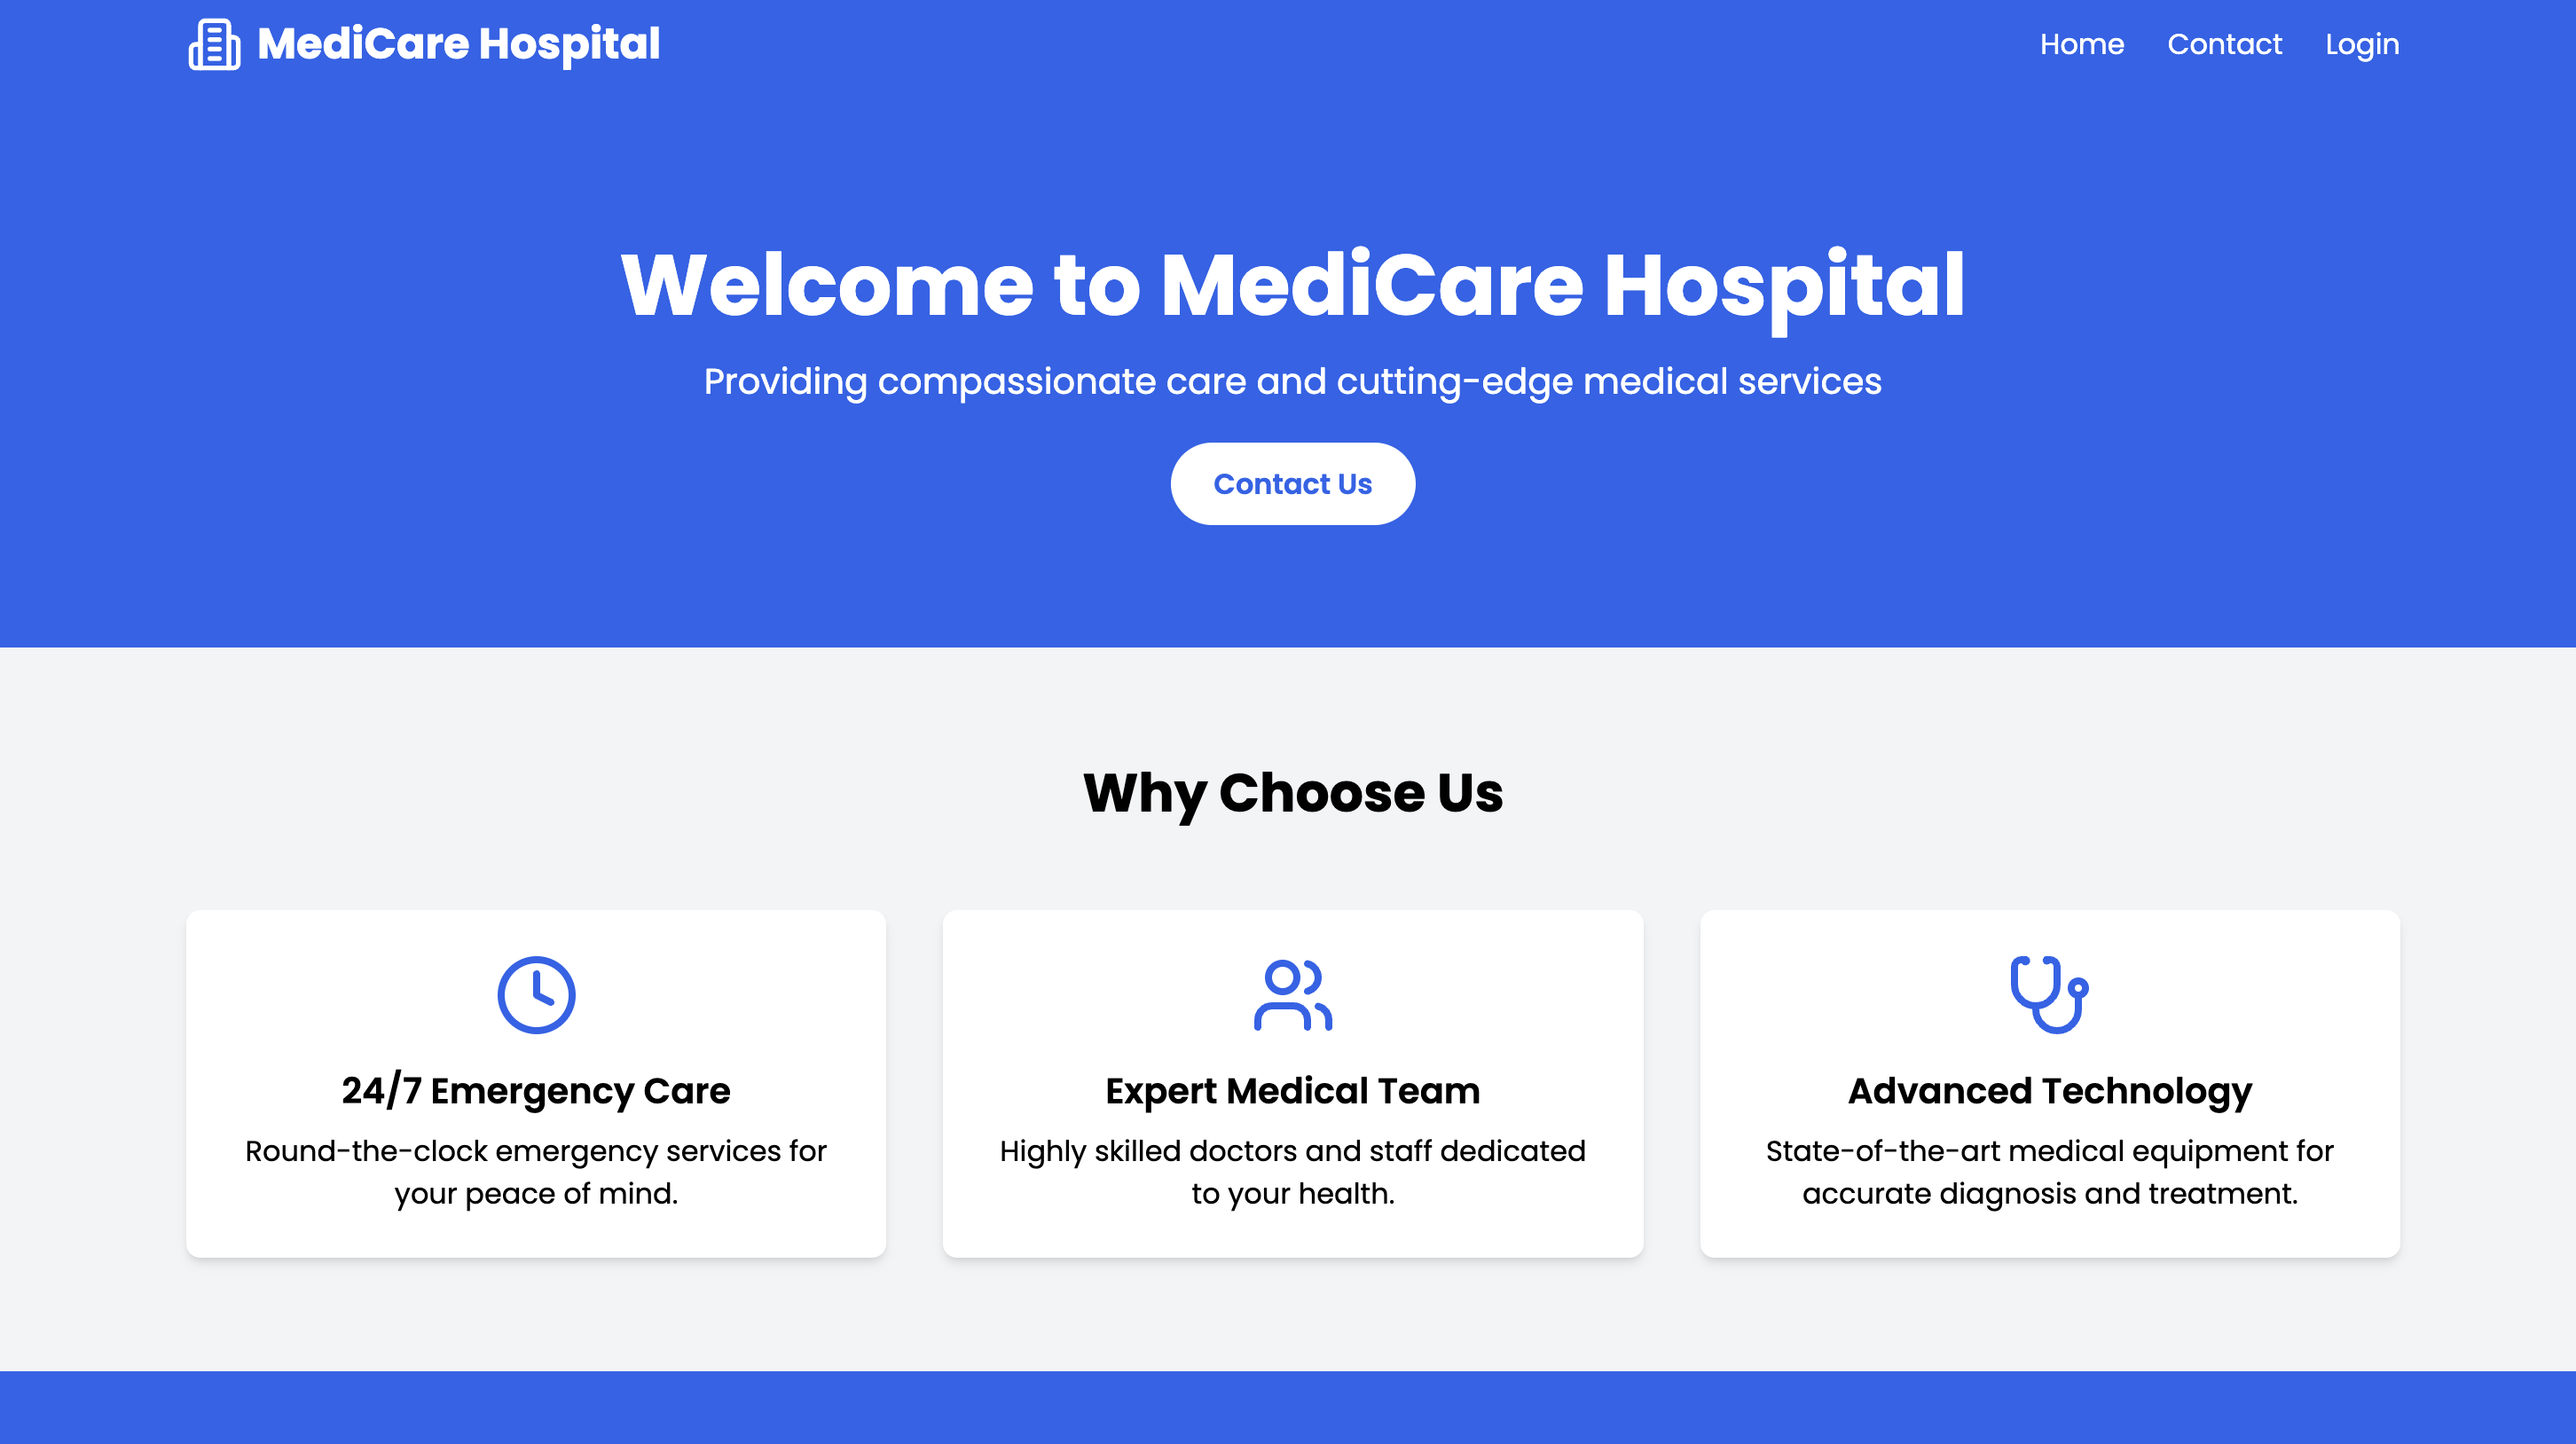 MediCare Hospital
Home Contact Login
Welcome to MediCare Hospital
Providing compassionate care and cutting-edge medical services
Contact Us
Why Choose Us
24/7 Emergency Care
Round-the-clock emergency services for
your peace of mind.
Expert Medical Team
Highly skilled doctors and staff dedicated
to your health.
Advanced Technology
State-of-the-art medical equipment for
accurate diagnosis and treatment.